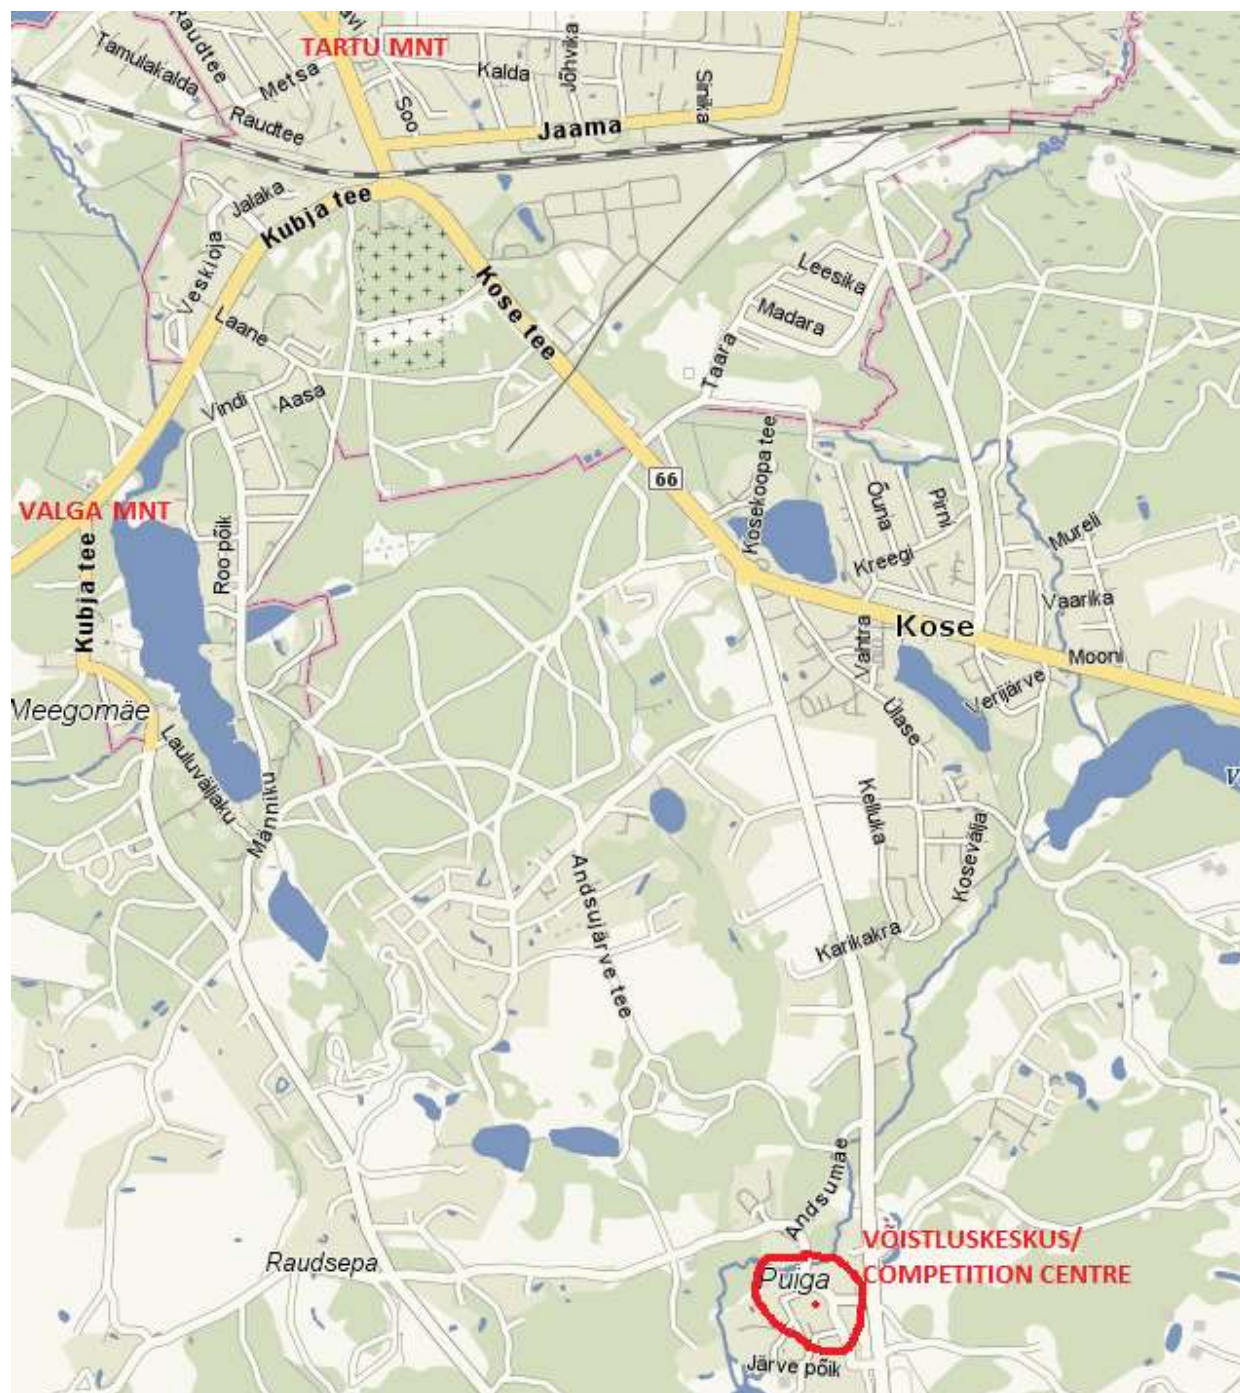 TARTU MNT
Raudtee
Tamulakalda
Metsa
Kalda
Jõhvika
Sinika
Soo
Raudtee
Jaama
Jalaka
Kubja tee
Veskioja
Kose tee
Leesika
Madara
Laane
Taara
Vindi
Aasa
66
Kosekoopa tee
Õuna
Pirni
VALGA MNT
Roo põik
Kubja tee
Kreegi
Mureli
Vaarika
Kose
Vahtra
Mooni
Verijärve
Meegomäe
Ülase
Lauluväljaku
Männiku
Kelluka
Kosevälja
V
Andsujärve tee
Karikakra
Andsumäe
VÕISTLUSKESKUS/
COMPETITION CENTRE
Raudsepa
Puiga
Järve põik